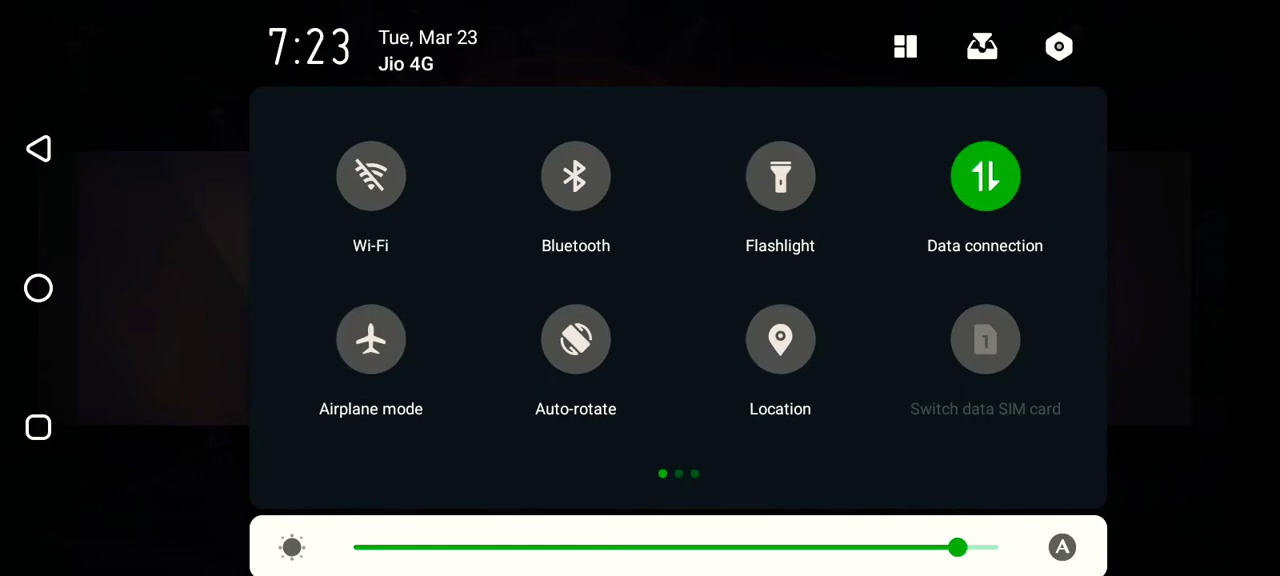 7:23
Tue, Mar 23
Jio 4G
Wi-Fi
Bluetooth
Flashlight
Data connection
1
Airplane mode
Auto-rotate
Location
Switch data SIM card
A